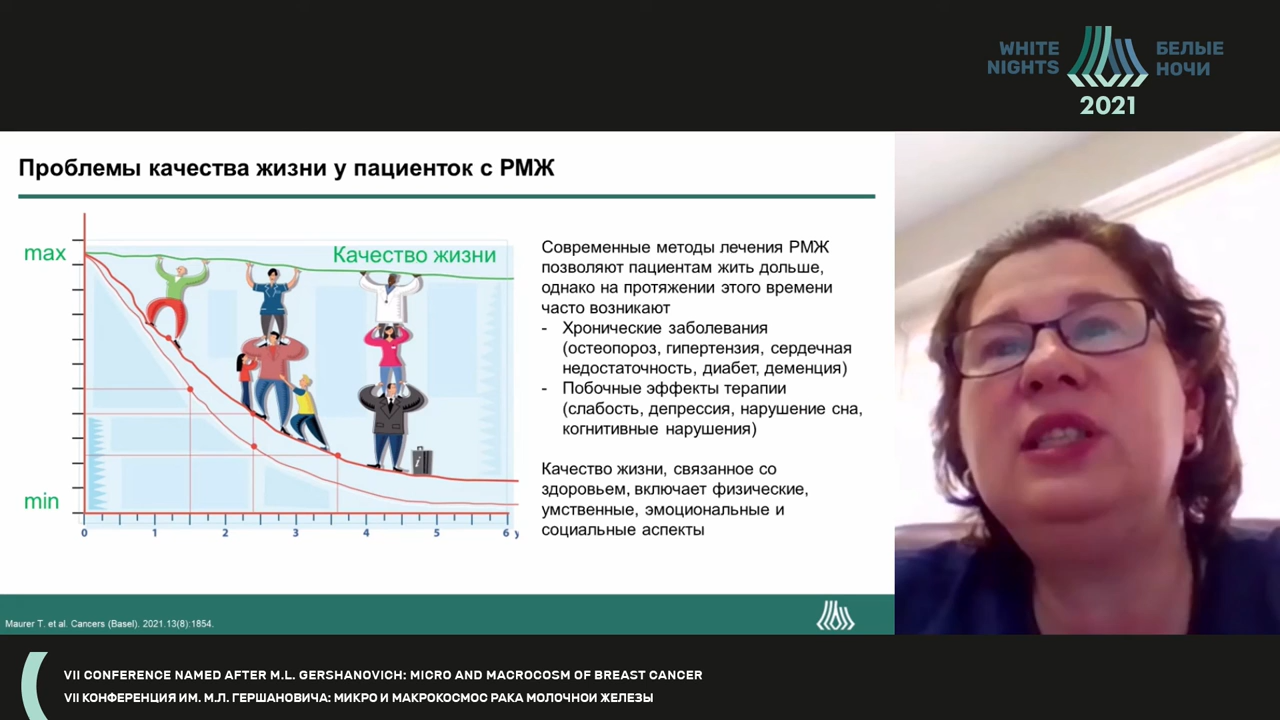 WHITE
NIGHTS
БЕЛЫЕ
НОЧИ
2021
Проблемы качества жизни у пациенток с РМЖ
max
Качество жизни
min
0 1 2 3 4 5 6 y
i
Современные методы лечения РМЖ
позволяют пациентам жить дольше,
однако на протяжении этого времени
часто возникают
- Хронические заболевания
(остеопороз, гипертензия, сердечная
недостаточность, диабет, деменция)
- Побочные эффекты терапии
(слабость, депрессия, нарушение сна,
когнитивные нарушения)
Качество жизни, связанное со
здоровьем, включает физические,
умственные, эмоциональные и
социальные аспекты
Maurer T. et al. Cancers (Basel). 2021.13(8):1854.
VII CONFERENCE NAMED AFTER M.L. GERSHANOVICH: MICRO AND MACROCOSM OF BREAST CANCER
VII КОНФЕРЕНЦИЯ ИМ. М.Л. ГЕРШАНОВИЧА: МИКРО И МАКРОКОСМОС РАКА МОЛОЧНОЙ ЖЕЛЕЗЫ